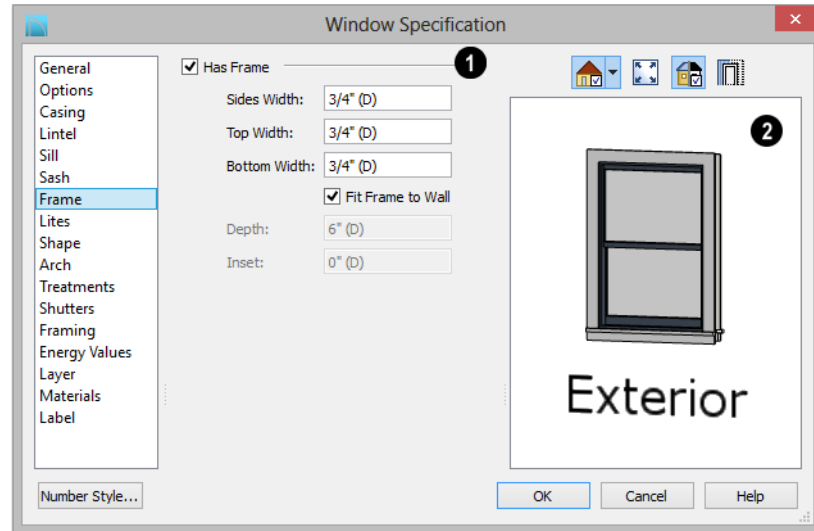 Window Specification
General
Options
Casing
Lintel
Sill
Sash
Frame
Lites
Shape
Arch
Treatments
Shutters
Framing
Energy Values
Layer
Materials
Label
Number Style...
Has Frame
1
Sides Width: 3/4" (D)
Top Width: 3/4" (D)
Bottom Width: 3/4" (D)
Fit Frame to Wall
Depth: 6" (D)
Inset: 0" (D)
2
Exterior
OK Cancel Help